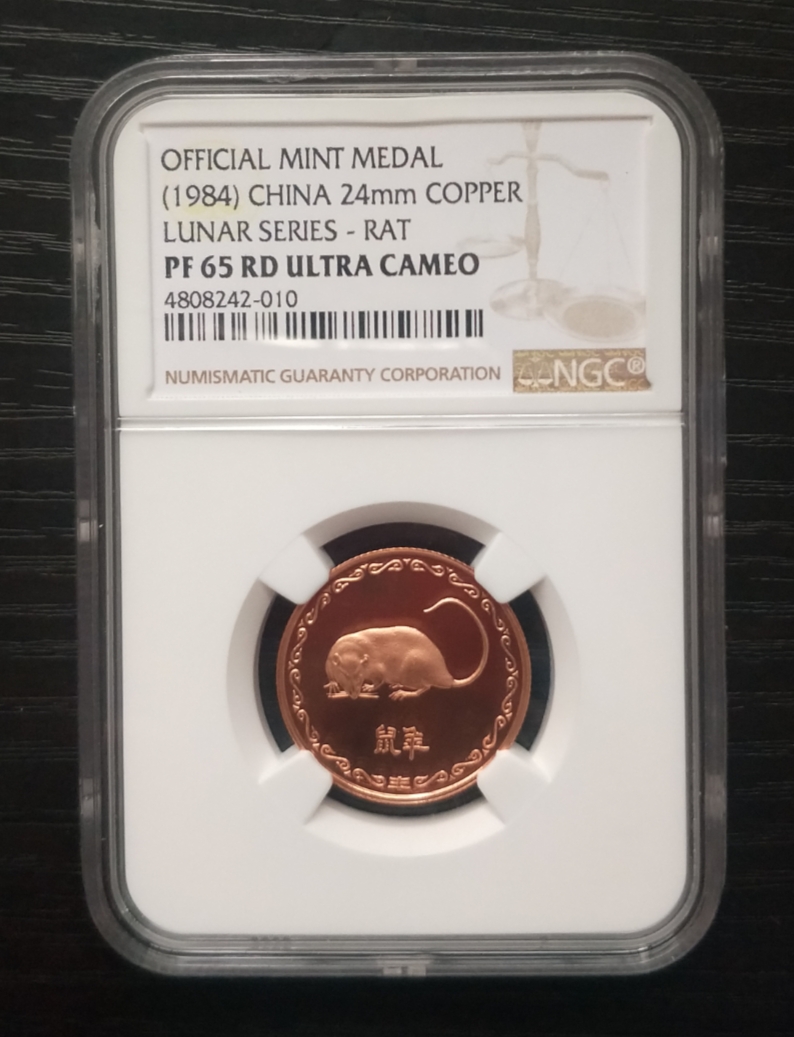 OFFICIAL MINT MEDAL
(1984) CHINA 24mm COPPER
LUNAR SERIES - RAT
PF 65 RD ULTRA CAMEO
4808242-010
NUMISMATIC GUARANTY CORPORATION
NGC®
鼠年